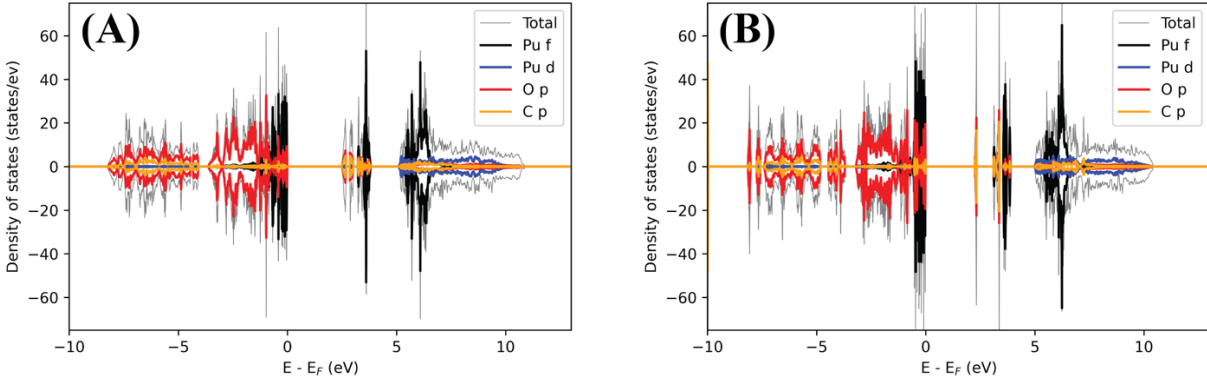 (A)
Density of states (states/ev)
60
40
20
0
−20
−40
−60
−10
−5
0
5
10
E - E_F (eV)
Total
Pu f
Pu d
O p
C p
(B)
Density of states (states/ev)
60
40
20
0
−20
−40
−60
−10
−5
0
5
10
E - E_F (eV)
Total
Pu f
Pu d
O p
C p